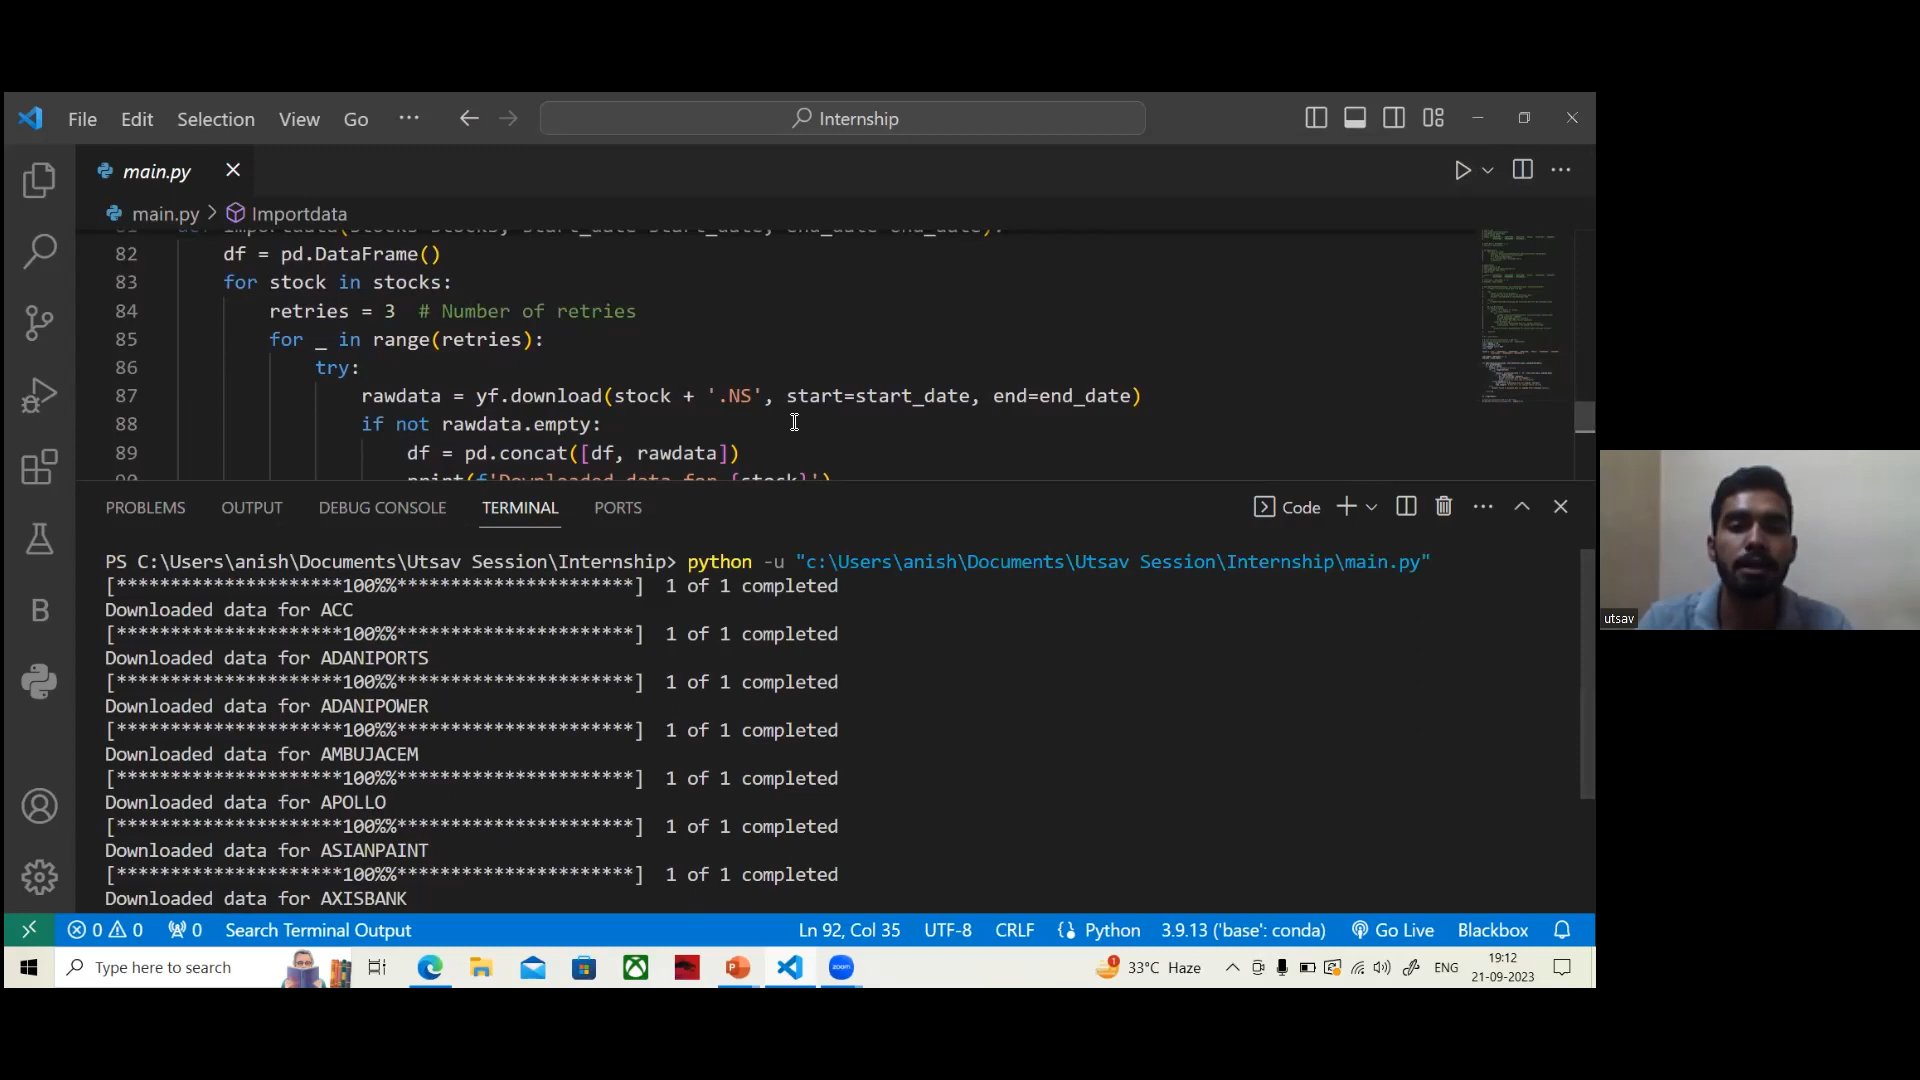 File Edit Selection View Go ··· Internship
main.py
main.py > Importdata
82 df = pd.DataFrame()
83 for stock in stocks:
84 retries = 3 # Number of retries
85 for _ in range(retries):
86 try:
87 rawdata = yf.download(stock + '.NS', start=start_date, end=end_date)
88 if not rawdata.empty:
89 df = pd.concat([df, rawdata])
90 print(f'Downloaded data for {stock}')
PROBLEMS OUTPUT DEBUG CONSOLE TERMINAL PORTS Code
PS C:\Users\anish\Documents\Utsav Session\Internship> python -u "c:\Users\anish\Documents\Utsav Session\Internship\main.py"
[**********************100%%**********************] 1 of 1 completed
Downloaded data for ACC
[**********************100%%**********************] 1 of 1 completed
Downloaded data for ADANIPORTS
[**********************100%%**********************] 1 of 1 completed
Downloaded data for ADANIPOWER
[**********************100%%**********************] 1 of 1 completed
Downloaded data for AMBUJACEM
[**********************100%%**********************] 1 of 1 completed
Downloaded data for APOLLO
[**********************100%%**********************] 1 of 1 completed
Downloaded data for ASIANPAINT
[**********************100%%**********************] 1 of 1 completed
Downloaded data for AXISBANK
0 0 0 Search Terminal Output Ln 92, Col 35 UTF-8 CRLF Python 3.9.13 ('base': conda) Go Live Blackbox
Type here to search zoom 1 33°C Haze ENG 19:12
21-09-2023
utsav